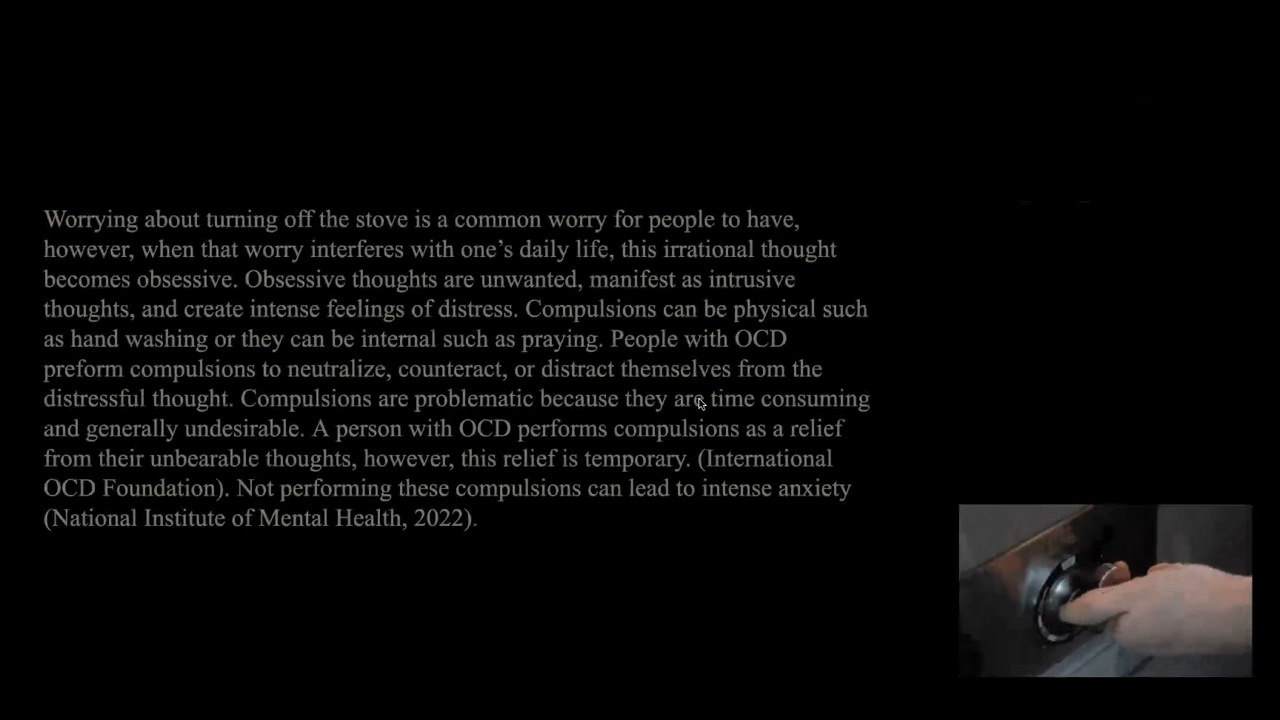 Worrying about turning off the stove is a common worry for people to have,
however, when that worry interferes with one’s daily life, this irrational thought
becomes obsessive. Obsessive thoughts are unwanted, manifest as intrusive
thoughts, and create intense feelings of distress. Compulsions can be physical such
as hand washing or they can be internal such as praying. People with OCD
preform compulsions to neutralize, counteract, or distract themselves from the
distressful thought. Compulsions are problematic because they are time consuming
and generally undesirable. A person with OCD performs compulsions as a relief
from their unbearable thoughts, however, this relief is temporary. (International
OCD Foundation). Not performing these compulsions can lead to intense anxiety
(National Institute of Mental Health, 2022).